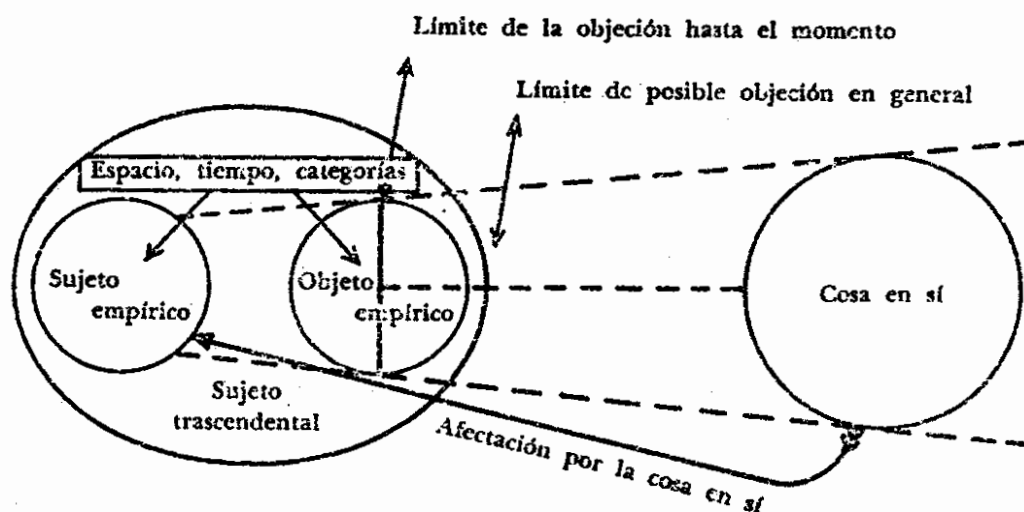 Límite de la objeción hasta el momento
Límite de posible objeción en general
Espacio, tiempo, categorías
Sujeto
empírico
Objeto
empírico
Cosa en sí
Sujeto
trascendental
Afectación por la cosa en sí